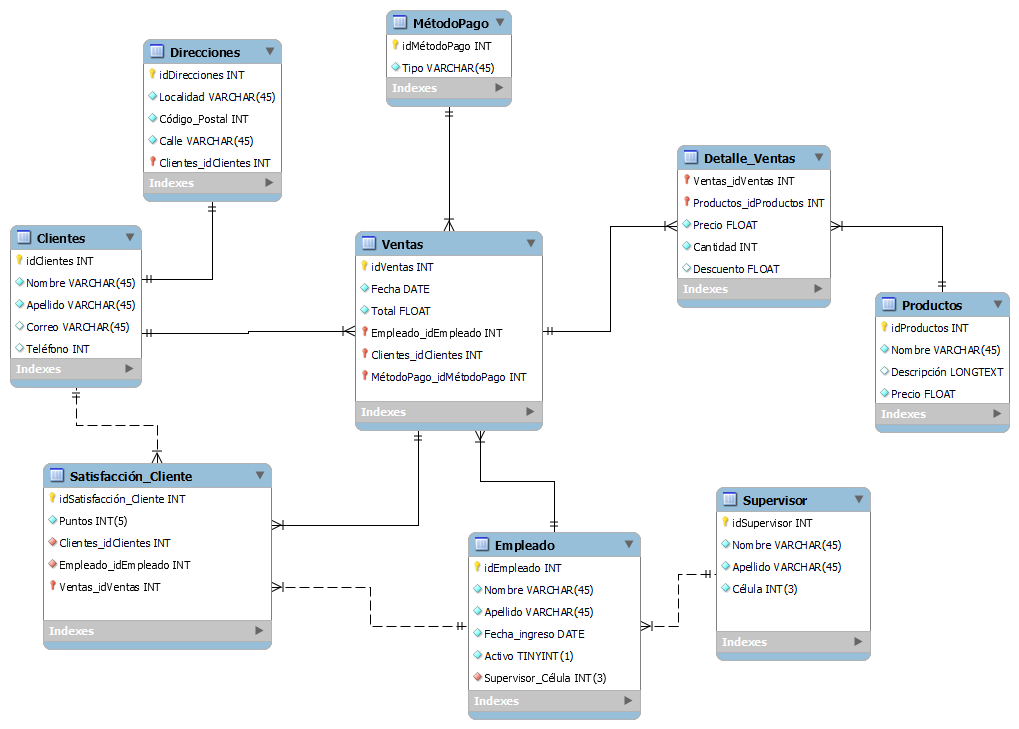 MétodoPago
idMétodoPago INT
Tipo VARCHAR(45)
Indexes
Direcciones
idDirecciones INT
Localidad VARCHAR(45)
Código_Postal INT
Calle VARCHAR(45)
Clientes_idClientes INT
Indexes
Detalle_Ventas
Ventas_idVentas INT
Productos_idProductos INT
Precio FLOAT
Cantidad INT
Descuento FLOAT
Indexes
Clientes
idClientes INT
Nombre VARCHAR(45)
Apellido VARCHAR(45)
Correo VARCHAR(45)
Teléfono INT
Indexes
Ventas
idVentas INT
Fecha DATE
Total FLOAT
Empleado_idEmpleado INT
Clientes_idClientes INT
MétodoPago_idMétodoPago INT
Indexes
Productos
idProductos INT
Nombre VARCHAR(45)
Descripción LONGTEXT
Precio FLOAT
Indexes
Satisfacción_Cliente
idSatisfacción_Cliente INT
Puntos INT(5)
Clientes_idClientes INT
Empleado_idEmpleado INT
Ventas_idVentas INT
Indexes
Empleado
idEmpleado INT
Nombre VARCHAR(45)
Apellido VARCHAR(45)
Fecha_ingreso DATE
Activo TINYINT(1)
Supervisor_Célula INT(3)
Indexes
Supervisor
idSupervisor INT
Nombre VARCHAR(45)
Apellido VARCHAR(45)
Célula INT(3)
Indexes